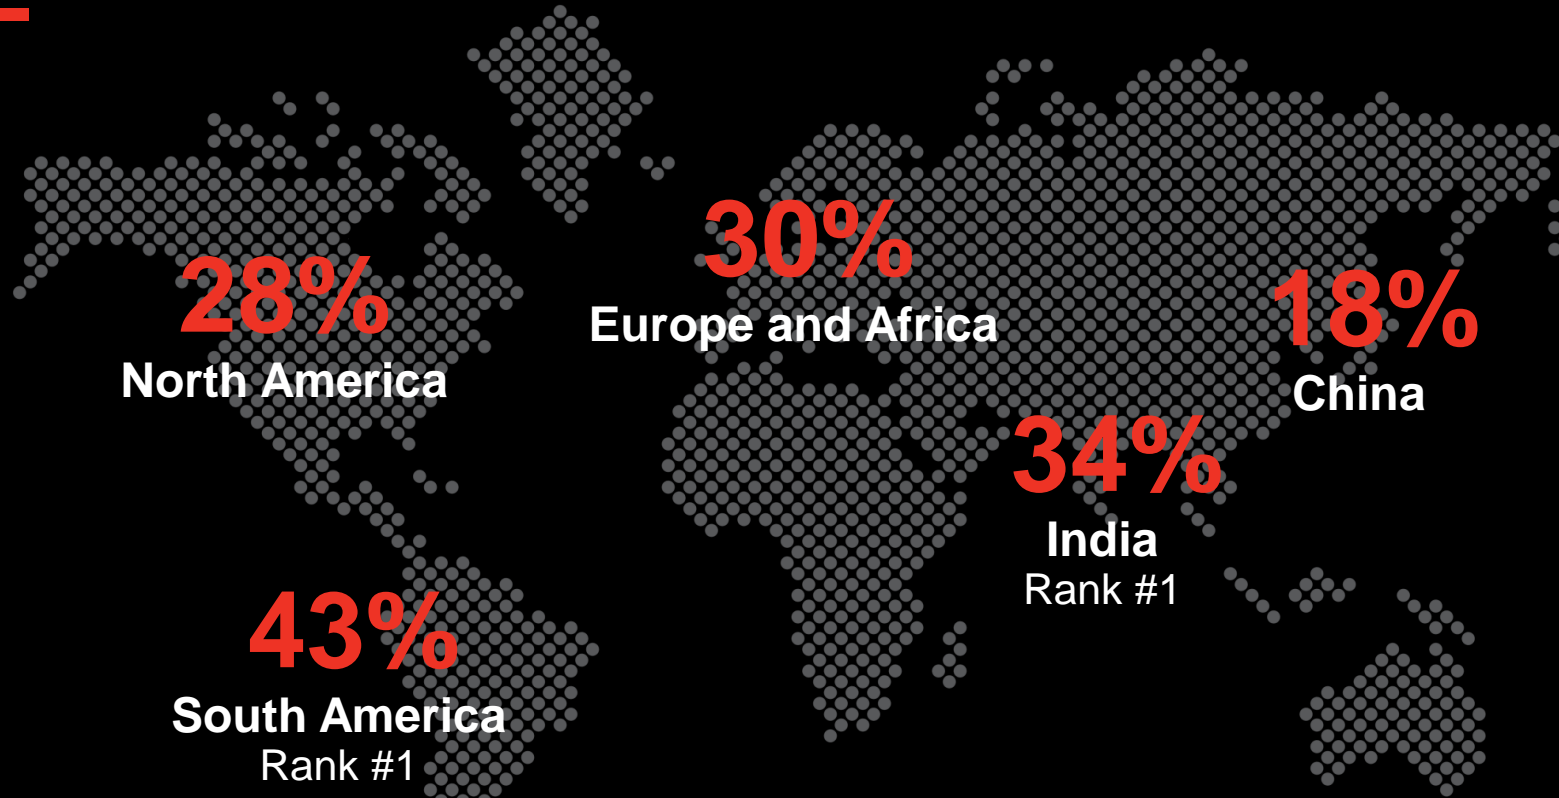 28%
North America
30%
Europe and Africa
18%
China
34%
India
Rank #1
43%
South America
Rank #1